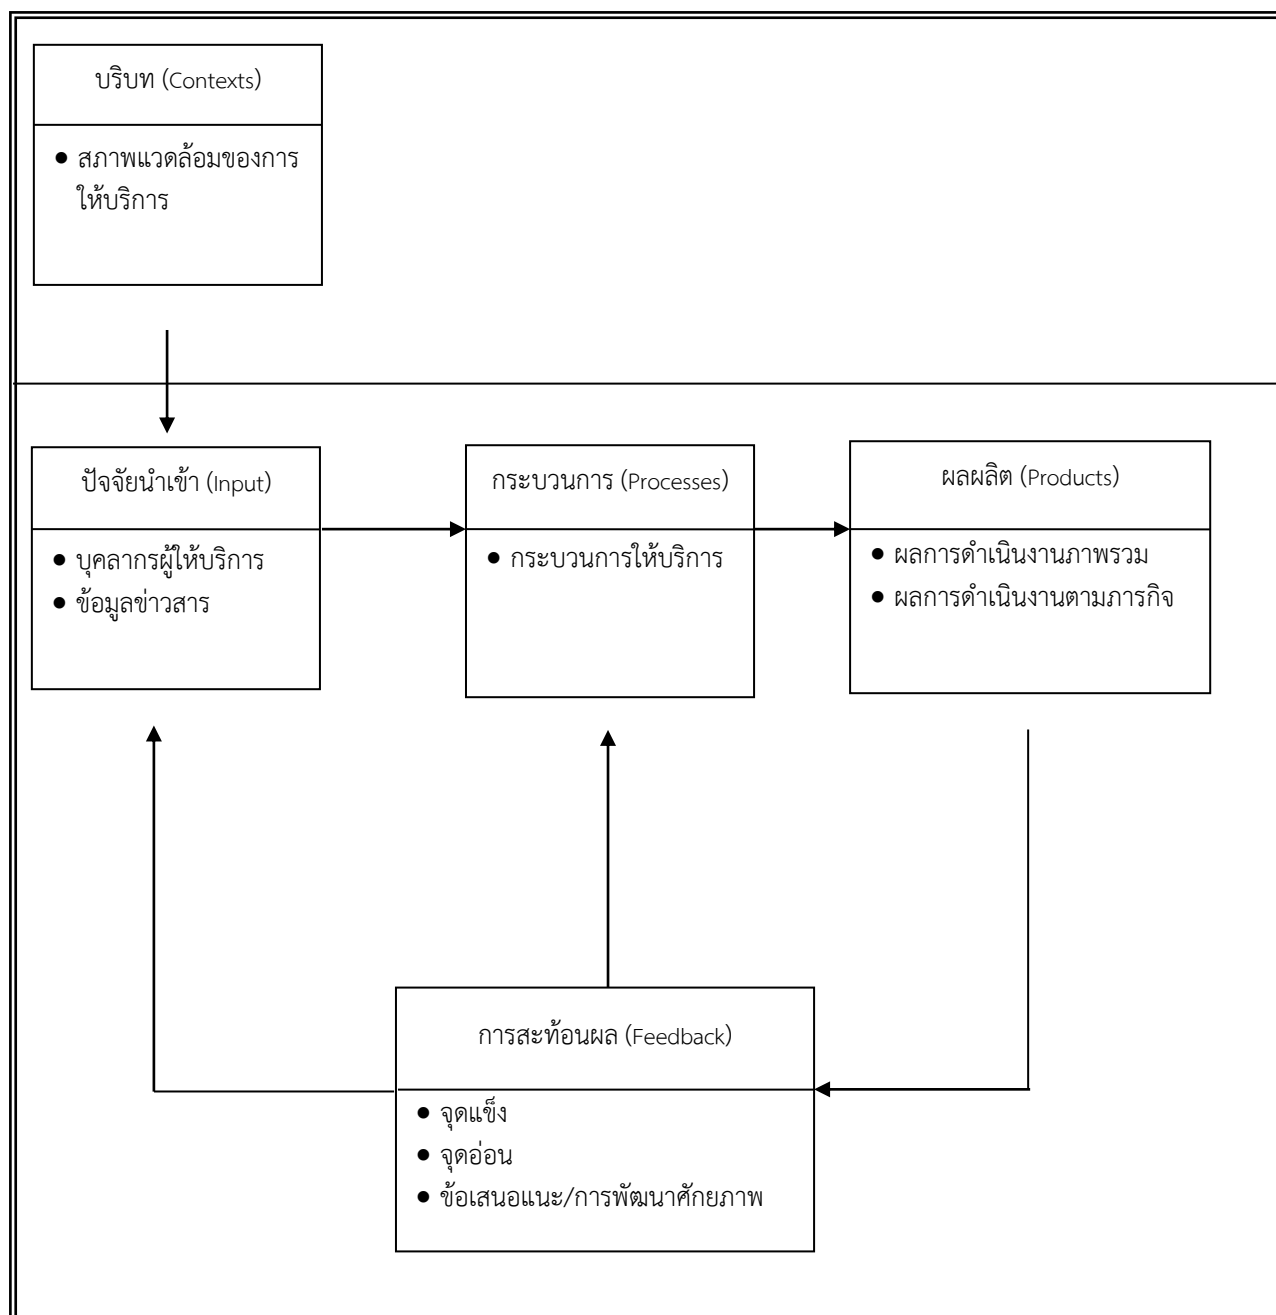 บริบท (Contexts)
● สภาพแวดล้อมของการ
ให้บริการ
ปัจจัยนำเข้า (Input)
● บุคลากรผู้ให้บริการ
● ข้อมูลข่าวสาร
กระบวนการ (Processes)
● กระบวนการให้บริการ
ผลผลิต (Products)
● ผลการดำเนินงานภาพรวม
● ผลการดำเนินงานตามภารกิจ
การสะท้อนผล (Feedback)
● จุดแข็ง
● จุดอ่อน
● ข้อเสนอแนะ/การพัฒนาศักยภาพ